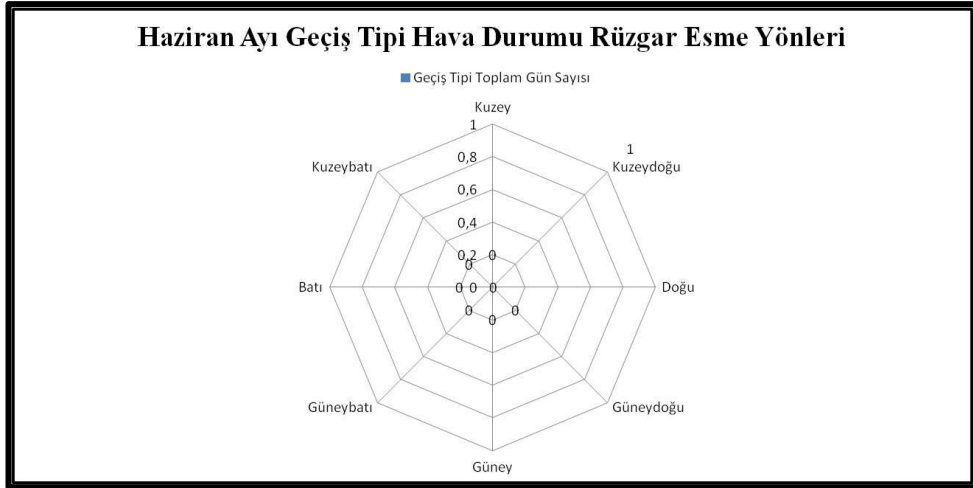 Haziran Ayı Geçiş Tipi Hava Durumu Rüzgar Esme Yönleri
Geçiş Tipi Toplam Gün Sayısı
Kuzey
1
1
Kuzeybatı
Kuzeydoğu
0,8
0,6
0,4
0,2 0
0
Batı
0 0 0
Doğu
0 0
0
Güneybatı
Güneydoğu
Güney